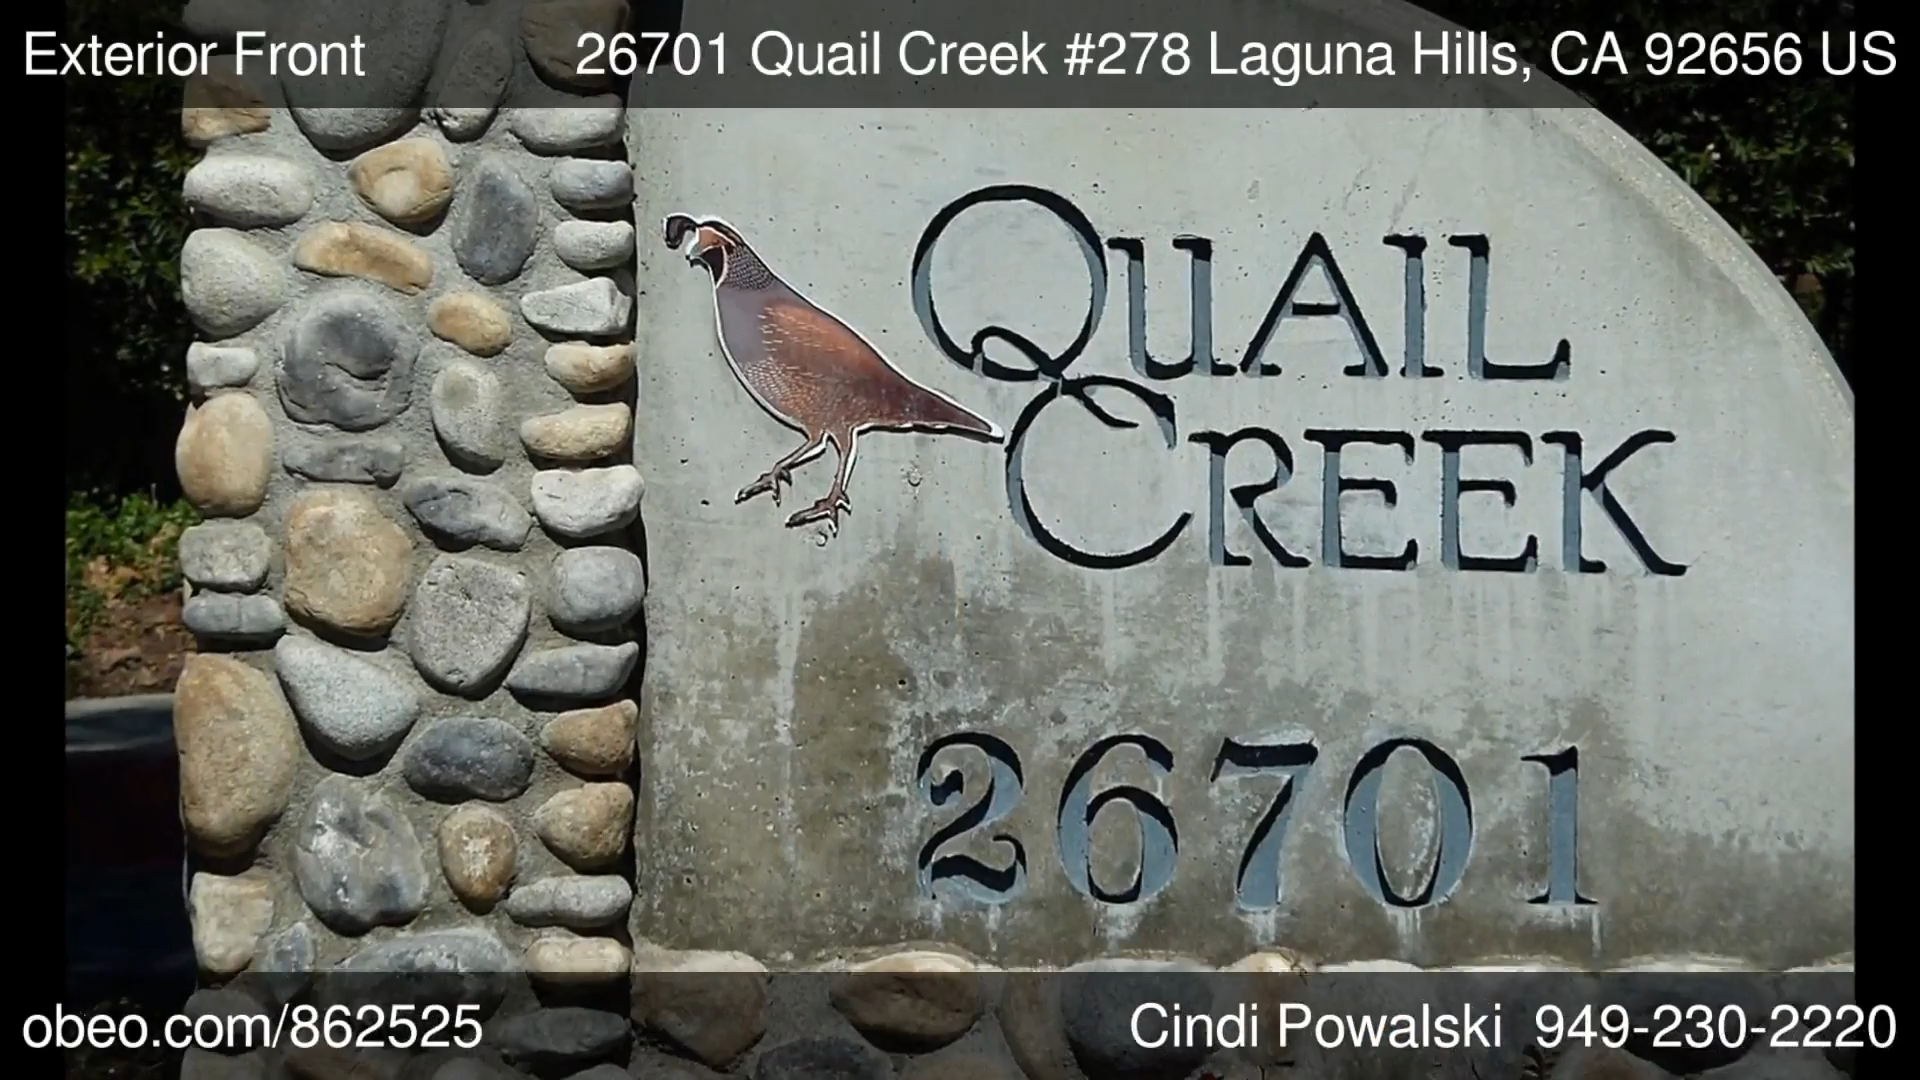 Exterior Front
26701 Quail Creek #278 Laguna Hills, CA 92656 US
QUAIL
CREEK
26701
obeo.com/862525
Cindi Powalski 949-230-2220